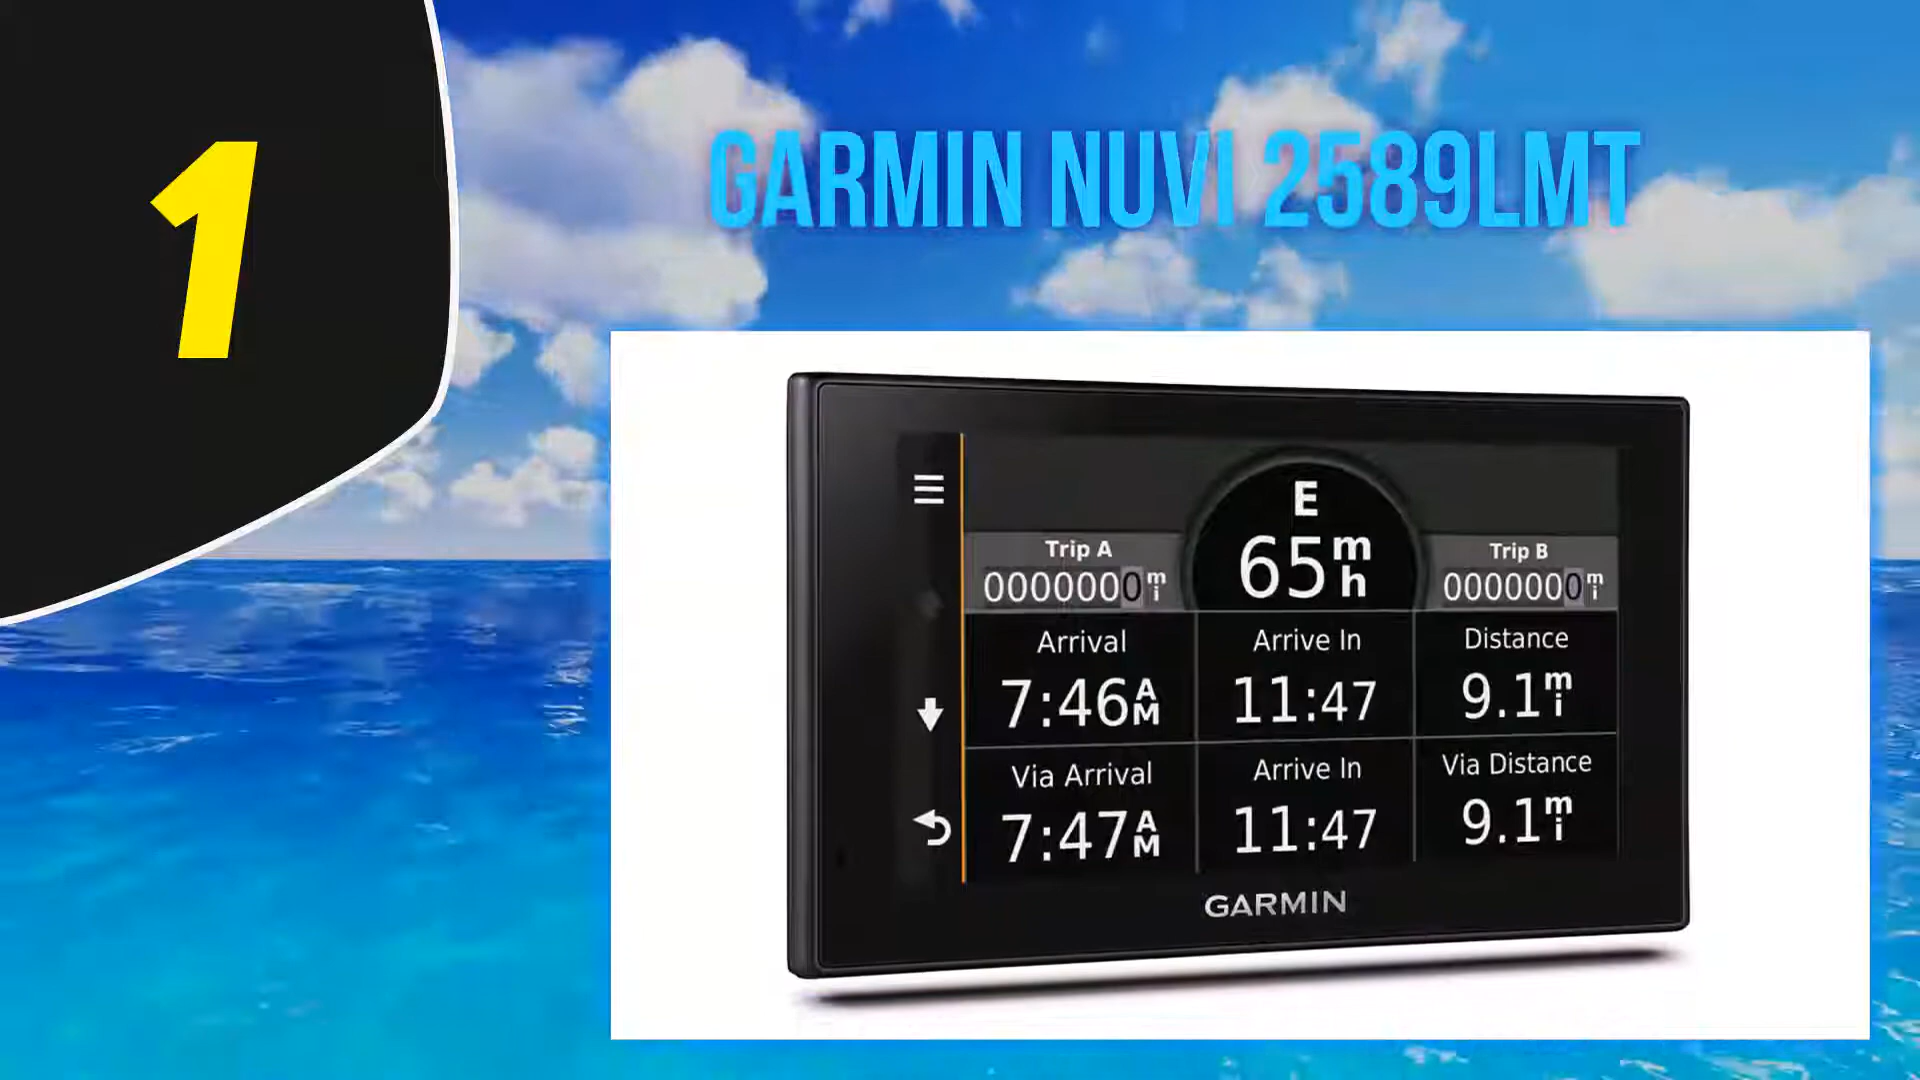 1
GARMIN NUVI 2589LMT
E
65 mh
Trip A
0000000 mi
Trip B
0000000 mi
Arrival
7:46 AM
Arrive In
11:47
Distance
9.1 mi
Via Arrival
7:47 AM
Arrive In
11:47
Via Distance
9.1 mi
GARMIN